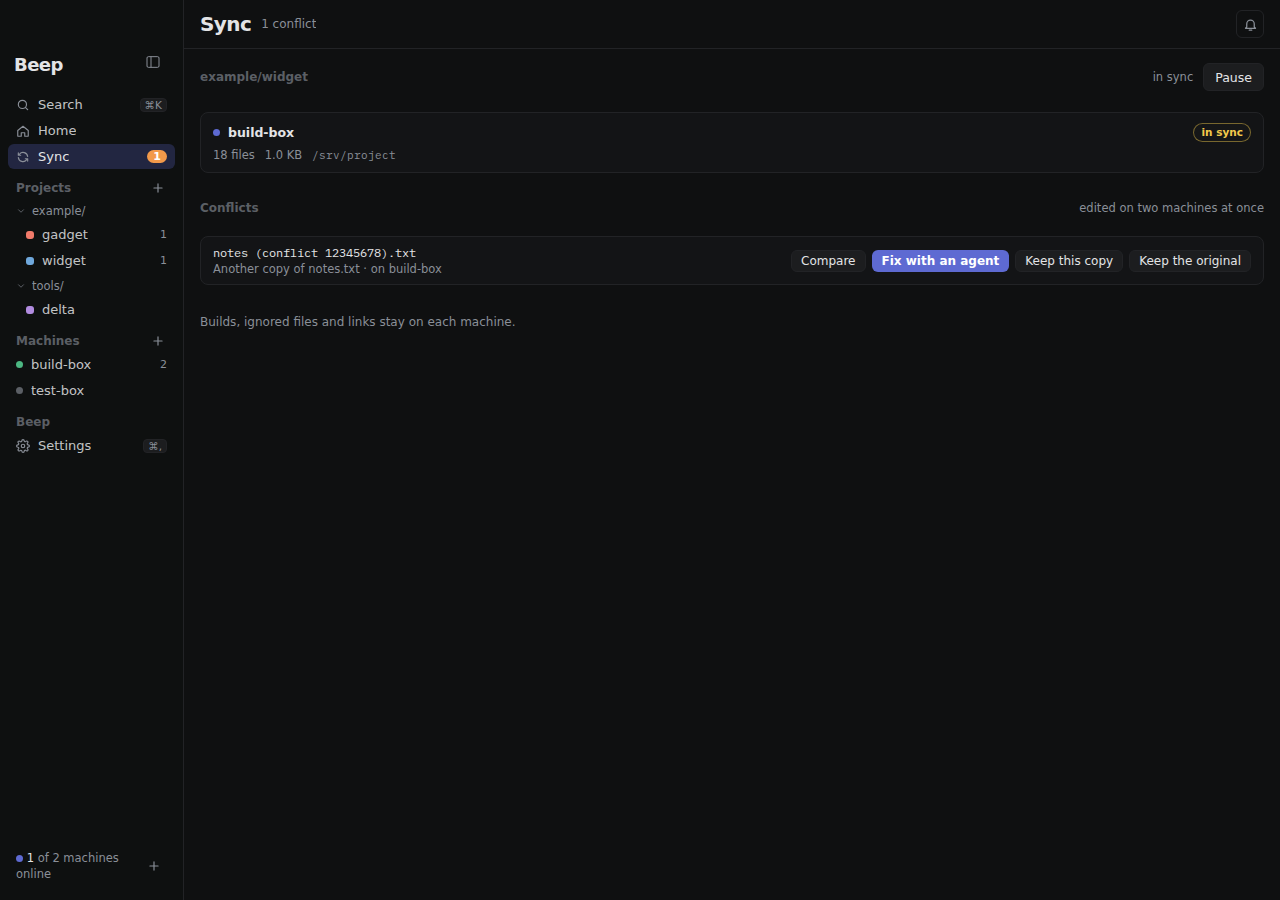 Beep
Search ⌘K
Home
Sync 1
Projects
example/
gadget 1
widget 1
tools/
delta
Machines
build-box 2
test-box
Beep
Settings ⌘,
1 of 2 machines
online
Sync 1 conflict
example/widget in sync Pause
build-box in sync
18 files 1.0 KB /srv/project
Conflicts edited on two machines at once
notes (conflict 12345678).txt
Another copy of notes.txt · on build-box
Compare Fix with an agent Keep this copy Keep the original
Builds, ignored files and links stay on each machine.